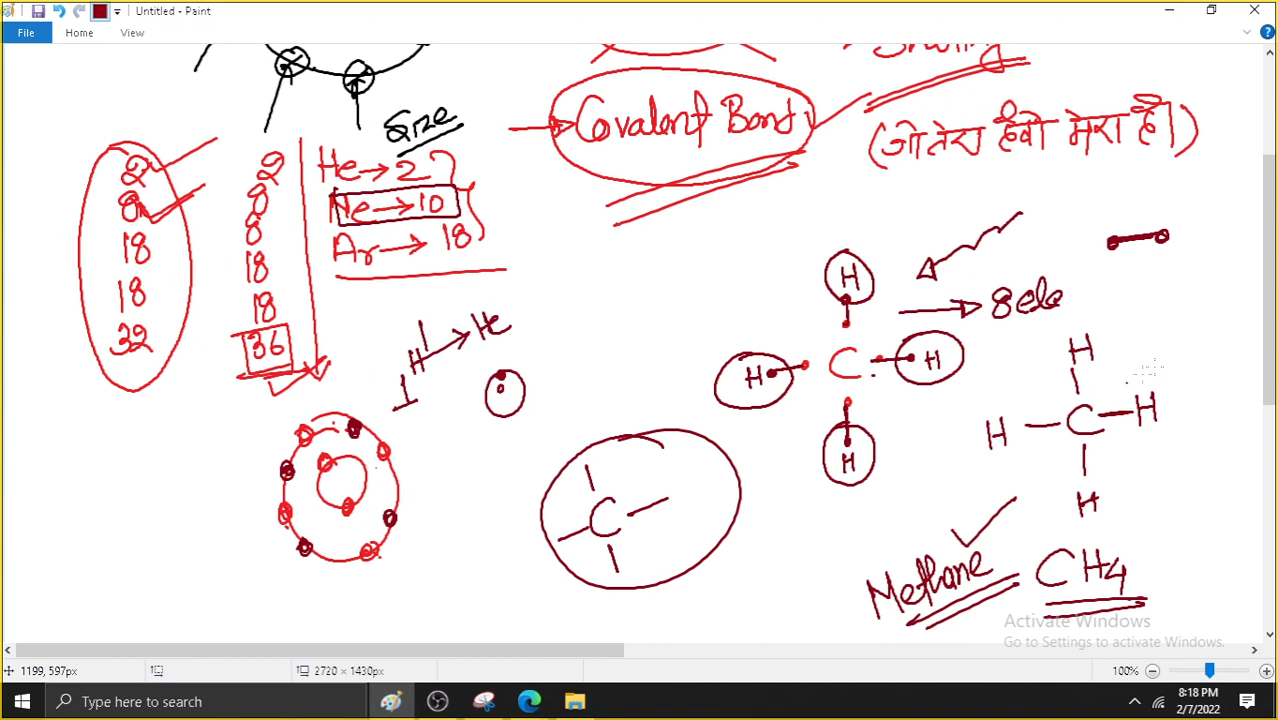 Untitled - Paint
File Home View
Sharing
Covalent Bond
(जो तेरा है वो मेरा है)
Size
2 2 He → 2
8 8 Ne → 10
18 8 Ar → 18
18 18
32 18
36
H → He
H
H C H
H
8 ele
H
H — C — H
H
C
Methane CH4
Activate Windows
Go to Settings to activate Windows.
1199, 597px 2720 × 1430px 100%
Type here to search
8:18 PM
2/7/2022